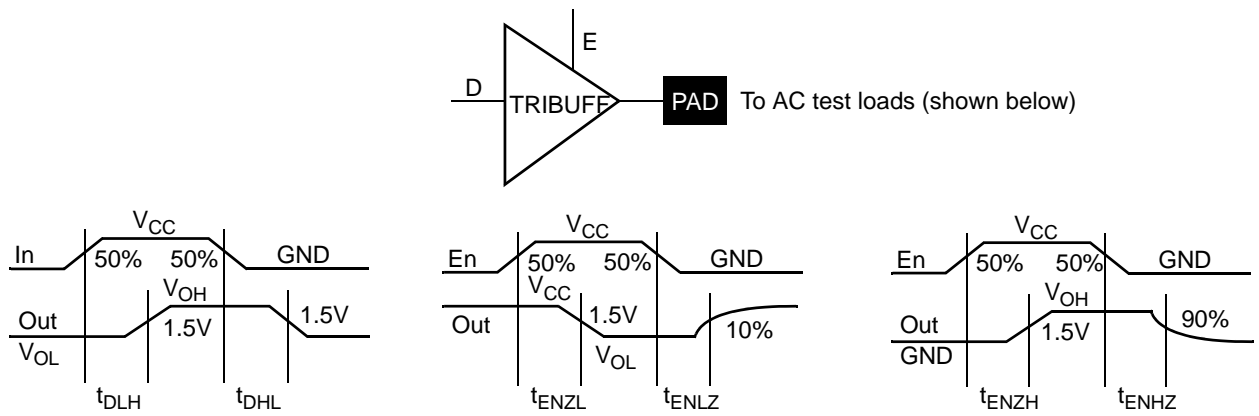 E
D
TRIBUFF
PAD
To AC test loads (shown below)
In
VCC
50%
50%
GND
Out
VOL
VOH
1.5V
1.5V
tDLH
tDHL
En
VCC
50%
50%
GND
VCC
Out
1.5V
VOL
10%
tENZL
tENLZ
En
VCC
50%
50%
GND
Out
GND
VOH
1.5V
90%
tENZH
tENHZ